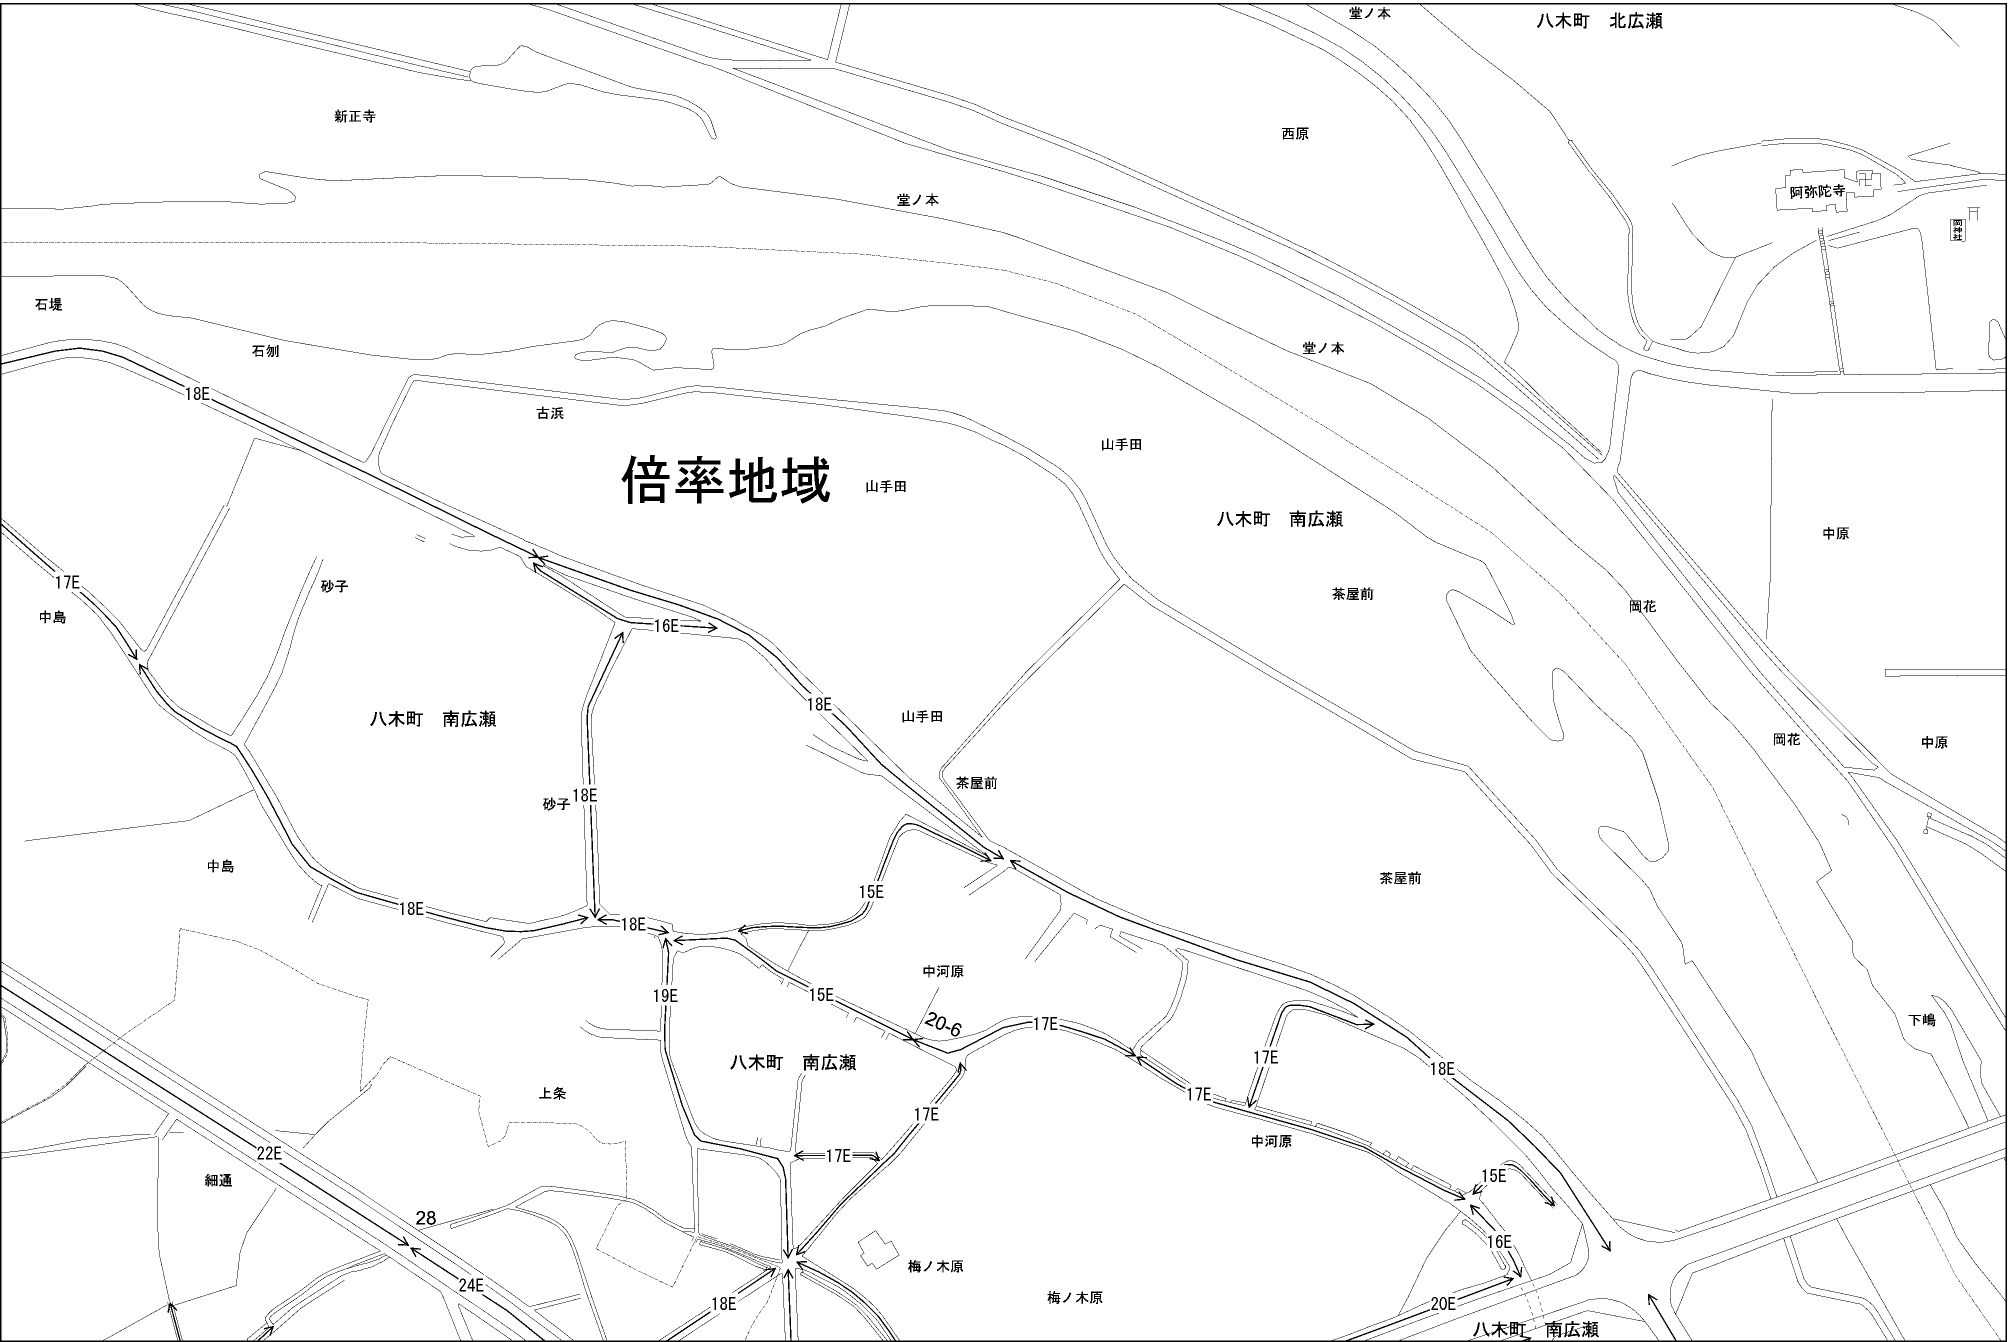 堂ノ本
八木町　北広瀬
新正寺
西原
阿弥陀寺
岡神社
堂ノ本
石堤
石刎
堂ノ本
18E
古浜
山手田
倍率地域
山手田
八木町　南広瀬
中原
17E
砂子
中島
茶屋前
岡花
16E
18E
八木町　南広瀬
山手田
岡花
中原
茶屋前
砂子
18E
中島
15E
茶屋前
18E
18E
中河原
19E
15E
20-6
17E
下嶋
八木町　南広瀬
17E
18E
上条
17E
17E
中河原
22E
17E
細通
15E
28
16E
梅ノ木原
24E
18E
梅ノ木原
20E
八木町　南広瀬